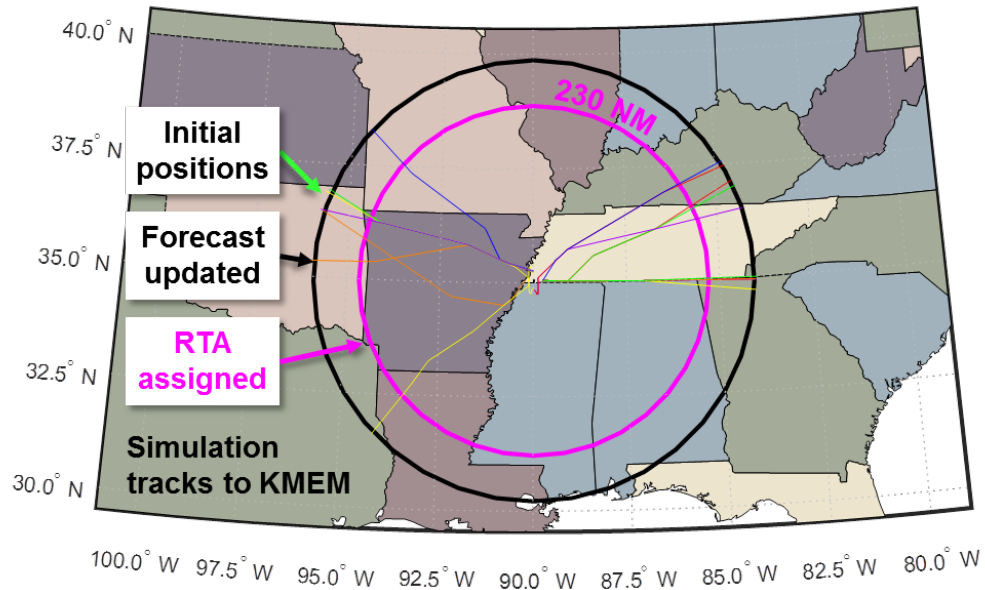 40.0° N
37.5° N
35.0° N
32.5° N
30.0° N
230 NM
Initial
positions
Forecast
updated
RTA
assigned
Simulation
tracks to KMEM
100.0° W
97.5° W
95.0° W
92.5° W
90.0° W
87.5° W
85.0° W
82.5° W
80.0° W